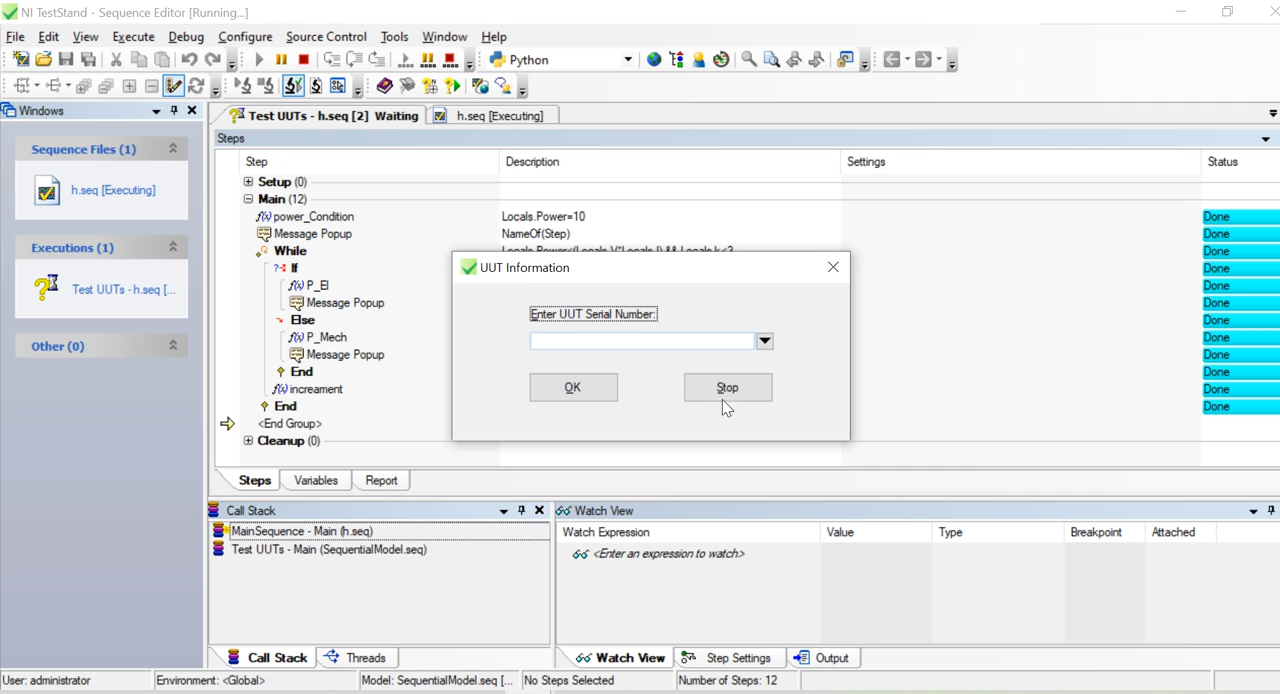 NI TestStand - Sequence Editor [Running...]
File Edit View Execute Debug Configure Source Control Tools Window Help
Python
Windows
Test UUTs - h.seq [2] Waiting
h.seq [Executing]
Steps
Sequence Files (1)
Step Description Settings Status
Setup (0)
h.seq [Executing]
Main (12)
power_Condition Locals.Power=10 Done
Message Popup NameOf(Step) Done
Executions (1)
While Done
If Done
Test UUTs - h.seq [...
P_El Done
Message Popup Done
Else Done
Other (0)
P_Mech Done
Message Popup Done
End Done
increament Done
End Done
<End Group>
Cleanup (0)
UUT Information
Enter UUT Serial Number:
OK Stop
Steps Variables Report
Call Stack
MainSequence - Main (h.seq)
Test UUTs - Main (SequentialModel.seq)
Call Stack Threads
Watch View
Watch Expression Value Type Breakpoint Attached
<Enter an expression to watch>
Watch View Step Settings Output
User: administrator Environment: <Global> Model: SequentialModel.seq [... No Steps Selected Number of Steps: 12